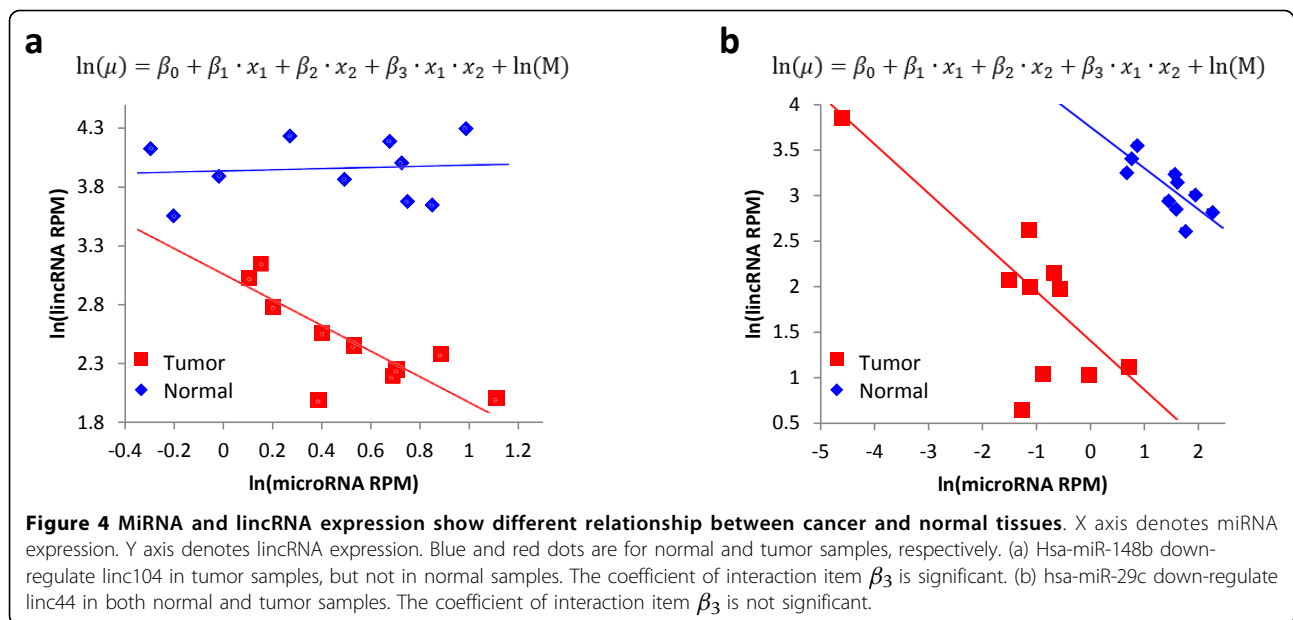 a
ln(μ) = β₀ + β₁ · x₁ + β₂ · x₂ + β₃ · x₁ · x₂ + ln(M)
4.3
3.8
3.3
2.8
2.3
1.8
ln(lincRNA RPM)
Tumor
Normal
-0.4 -0.2 0 0.2 0.4 0.6 0.8 1 1.2
ln(microRNA RPM)
b
ln(μ) = β₀ + β₁ · x₁ + β₂ · x₂ + β₃ · x₁ · x₂ + ln(M)
4
3.5
3
2.5
2
1.5
1
0.5
ln(lincRNA RPM)
Tumor
Normal
-5 -4 -3 -2 -1 0 1 2
ln(microRNA RPM)
Figure 4 MiRNA and lincRNA expression show different relationship between cancer and normal tissues. X axis denotes miRNA
expression. Y axis denotes lincRNA expression. Blue and red dots are for normal and tumor samples, respectively. (a) Hsa-miR-148b down-
regulate linc104 in tumor samples, but not in normal samples. The coefficient of interaction item β₃ is significant. (b) hsa-miR-29c down-regulate
linc44 in both normal and tumor samples. The coefficient of interaction item β₃ is not significant.